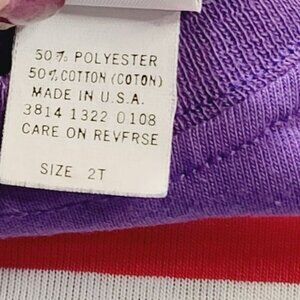 50% POLYESTER
50% COTTON (COTON)
MADE IN U.S.A.
3814 1322 0108
CARE ON REVERSE
SIZE 2T